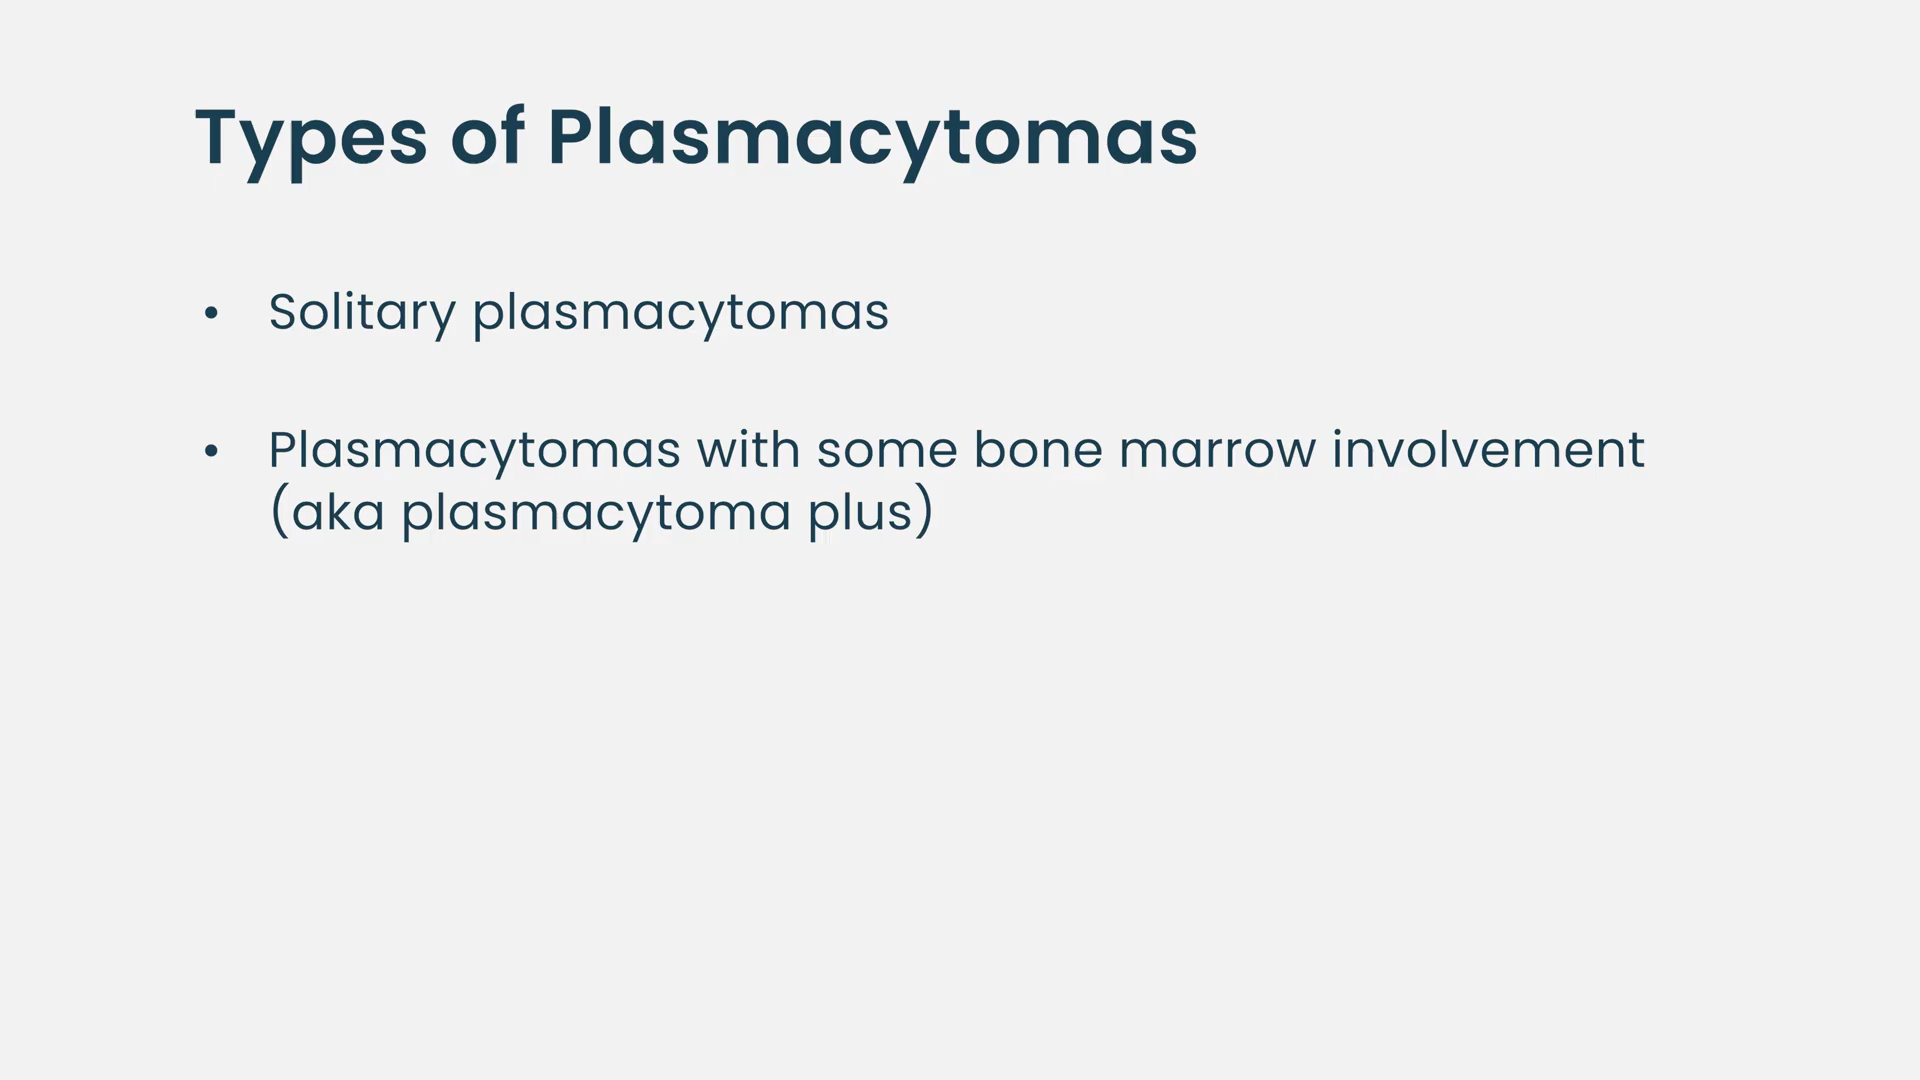 Types of Plasmacytomas
• Solitary plasmacytomas
• Plasmacytomas with some bone marrow involvement
(aka plasmacytoma plus)